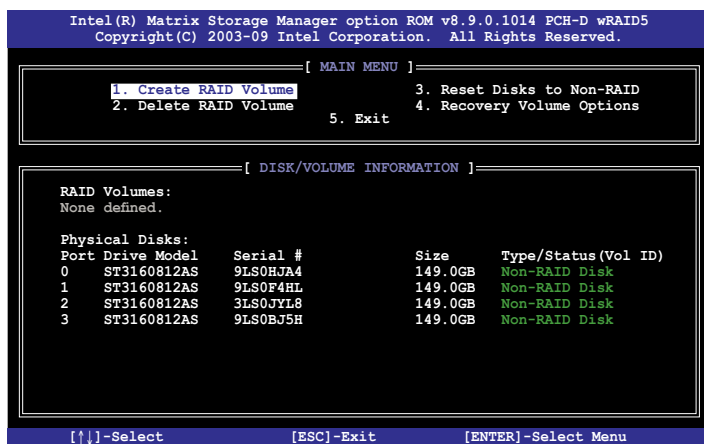 Intel(R) Matrix Storage Manager option ROM v8.9.0.1014 PCH-D wRAID5
Copyright(C) 2003-09 Intel Corporation. All Rights Reserved.
[ MAIN MENU ]
1. Create RAID Volume 3. Reset Disks to Non-RAID
2. Delete RAID Volume 4. Recovery Volume Options
5. Exit
[ DISK/VOLUME INFORMATION ]
RAID Volumes:
None defined.
Physical Disks:
Port Drive Model Serial # Size Type/Status(Vol ID)
0 ST3160812AS 9LS0HJA4 149.0GB Non-RAID Disk
1 ST3160812AS 9LS0F4HL 149.0GB Non-RAID Disk
2 ST3160812AS 3LS0JYL8 149.0GB Non-RAID Disk
3 ST3160812AS 9LS0BJ5H 149.0GB Non-RAID Disk
[↑↓]-Select [ESC]-Exit [ENTER]-Select Menu